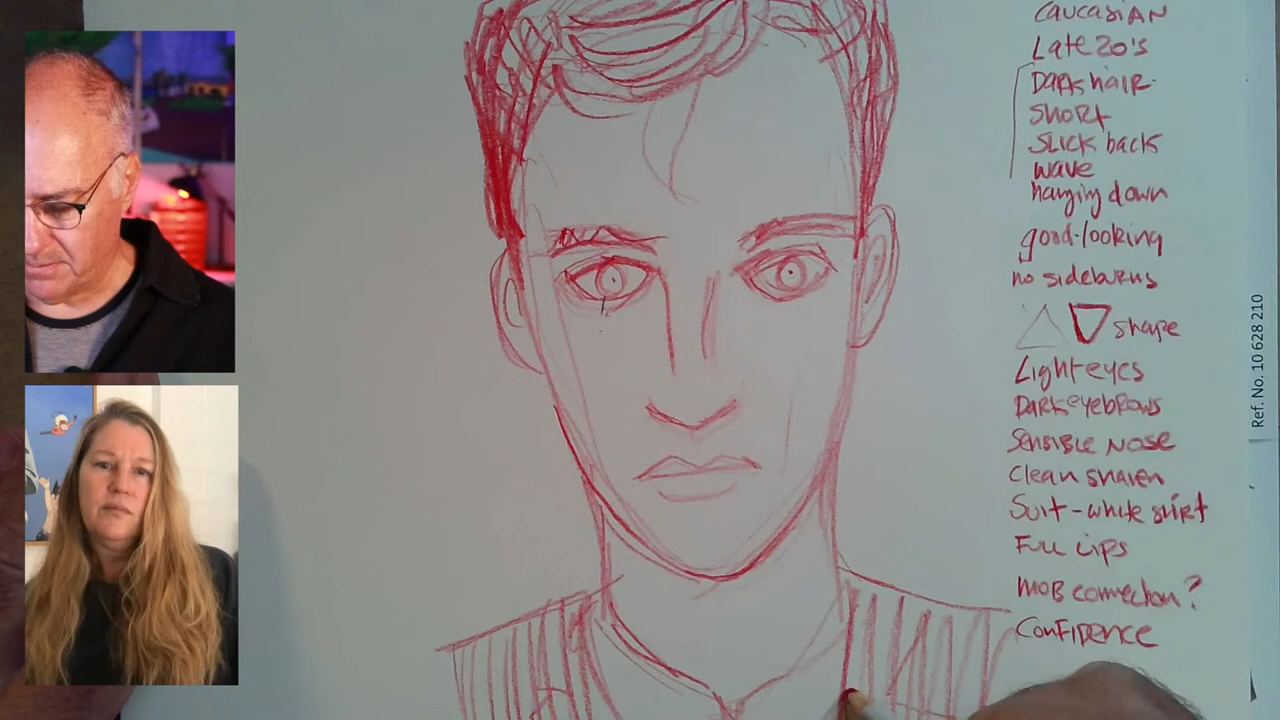 Caucasian
Late 20's
Dark hair
Short
Slick back
wave
hanging down
good-looking
no sideburns
shape
Light eyes
Dark eyebrows
Sensible Nose
Clean shaven
Suit-white shirt
Full Lips
MOB connection?
Confidence
Ref. No. 10 628 210